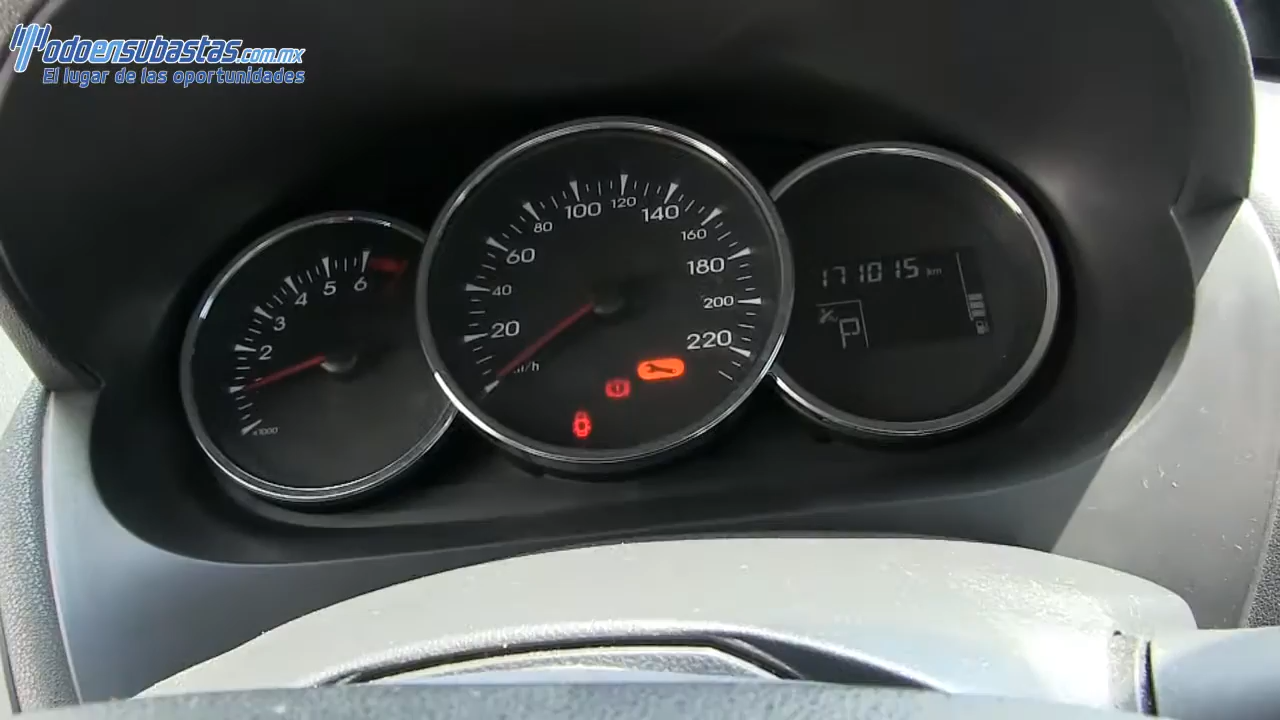 Todoensubastas.com.mx
El lugar de las oportunidades
2
3
4
5
6
x1000
20
40
60
80
100
120
140
160
180
200
220
km/h
171015 km
P